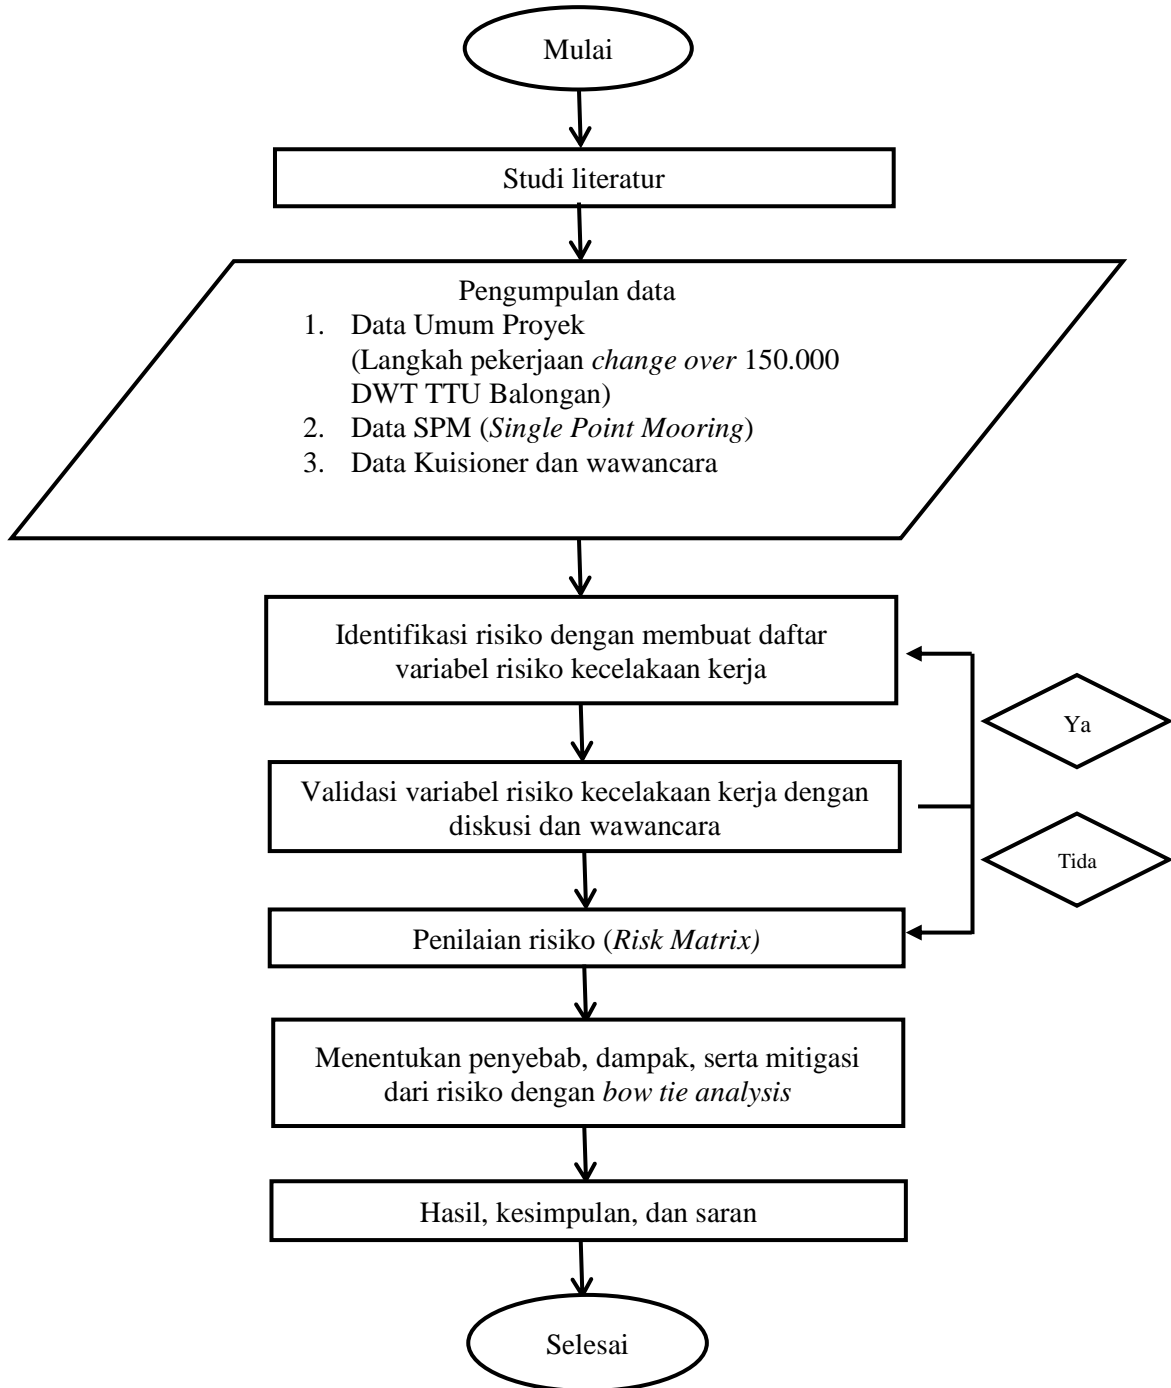 Mulai
Studi literatur
Pengumpulan data
1. Data Umum Proyek
(Langkah pekerjaan change over 150.000
DWT TTU Balongan)
2. Data SPM (Single Point Mooring)
3. Data Kuisioner dan wawancara
Identifikasi risiko dengan membuat daftar
variabel risiko kecelakaan kerja
Ya
Validasi variabel risiko kecelakaan kerja dengan
diskusi dan wawancara
Tida
Penilaian risiko (Risk Matrix)
Menentukan penyebab, dampak, serta mitigasi
dari risiko dengan bow tie analysis
Hasil, kesimpulan, dan saran
Selesai